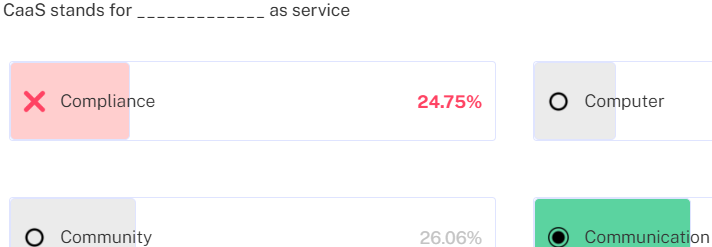 CaaS stands for _____________ as service
Compliance 24.75% Computer
Community 26.06% Communication